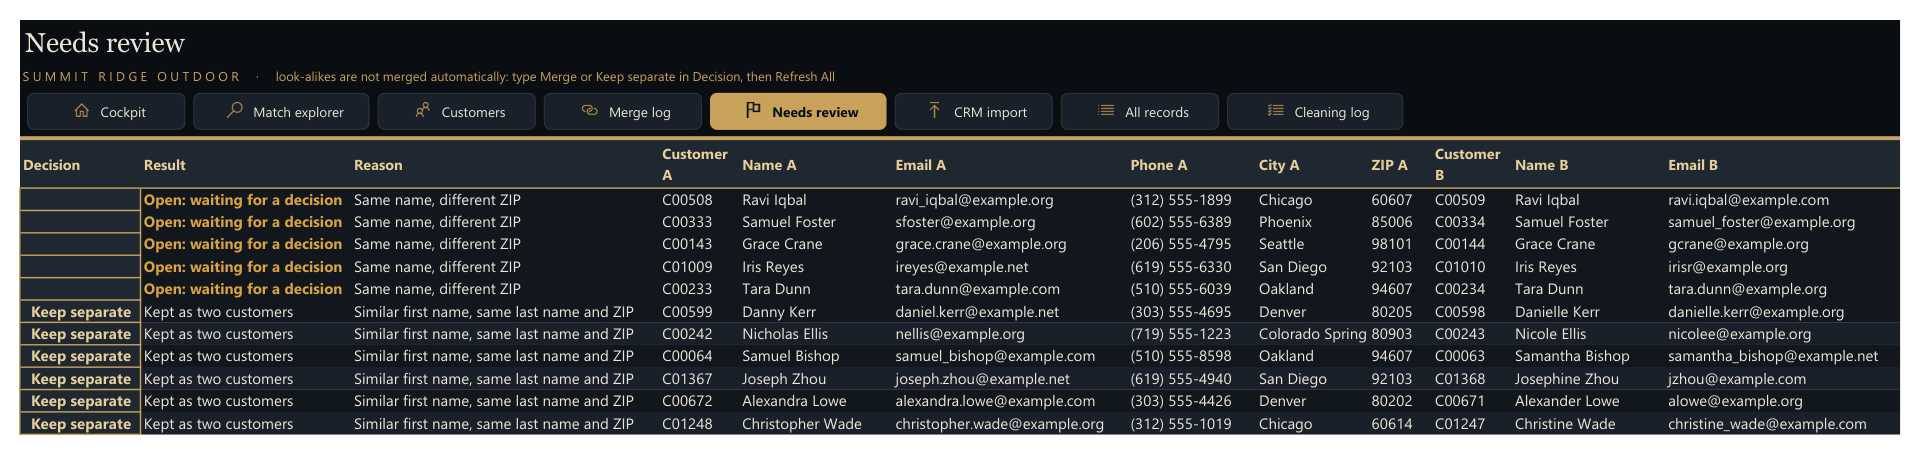 Needs review
SUMMIT RIDGE OUTDOOR · look-alikes are not merged automatically: type Merge or Keep separate in Decision, then Refresh All
Cockpit Match explorer Customers Merge log Needs review CRM import All records Cleaning log
Decision Result Reason Customer A Name A Email A Phone A City A ZIP A Customer B Name B Email B
Open: waiting for a decision Same name, different ZIP C00508 Ravi Iqbal ravi_iqbal@example.org (312) 555-1899 Chicago 60607 C00509 Ravi Iqbal ravi.iqbal@example.com
Open: waiting for a decision Same name, different ZIP C00333 Samuel Foster sfoster@example.org (602) 555-6389 Phoenix 85006 C00334 Samuel Foster samuel_foster@example.org
Open: waiting for a decision Same name, different ZIP C00143 Grace Crane grace.crane@example.org (206) 555-4795 Seattle 98101 C00144 Grace Crane gcrane@example.org
Open: waiting for a decision Same name, different ZIP C01009 Iris Reyes ireyes@example.net (619) 555-6330 San Diego 92103 C01010 Iris Reyes irisr@example.org
Open: waiting for a decision Same name, different ZIP C00233 Tara Dunn tara.dunn@example.com (510) 555-6039 Oakland 94607 C00234 Tara Dunn tara.dunn@example.org
Keep separate Kept as two customers Similar first name, same last name and ZIP C00599 Danny Kerr daniel.kerr@example.net (303) 555-4695 Denver 80205 C00598 Danielle Kerr danielle.kerr@example.org
Keep separate Kept as two customers Similar first name, same last name and ZIP C00242 Nicholas Ellis nellis@example.org (719) 555-1223 Colorado Spring 80903 C00243 Nicole Ellis nicolee@example.org
Keep separate Kept as two customers Similar first name, same last name and ZIP C00064 Samuel Bishop samuel_bishop@example.com (510) 555-8598 Oakland 94607 C00063 Samantha Bishop samantha_bishop@example.net
Keep separate Kept as two customers Similar first name, same last name and ZIP C01367 Joseph Zhou joseph.zhou@example.net (619) 555-4940 San Diego 92103 C01368 Josephine Zhou jzhou@example.com
Keep separate Kept as two customers Similar first name, same last name and ZIP C00672 Alexandra Lowe alexandra.lowe@example.com (303) 555-4426 Denver 80202 C00671 Alexander Lowe alowe@example.org
Keep separate Kept as two customers Similar first name, same last name and ZIP C01248 Christopher Wade christopher.wade@example.org (312) 555-1019 Chicago 60614 C01247 Christine Wade christine_wade@example.com